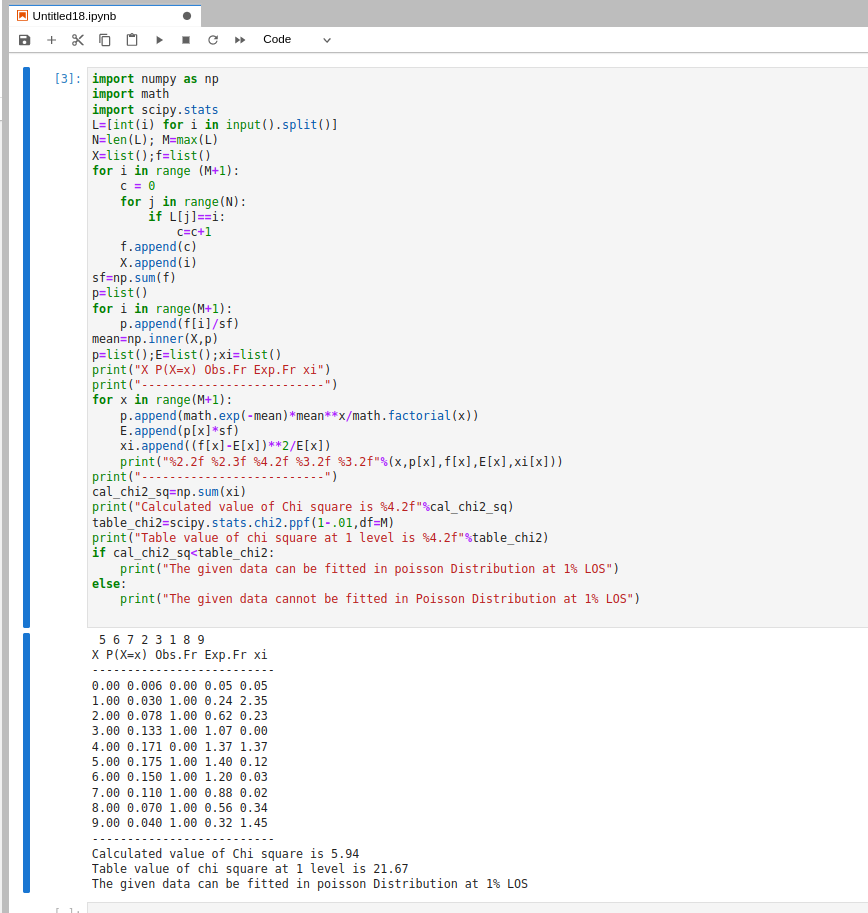 Untitled18.ipynb
Code
[3]:
import numpy as np
import math
import scipy.stats
L=[int(i) for i in input().split()]
N=len(L); M=max(L)
X=list();f=list()
for i in range (M+1):
    c = 0
    for j in range(N):
        if L[j]==i:
            c=c+1
    f.append(c)
    X.append(i)
sf=np.sum(f)
p=list()
for i in range(M+1):
    p.append(f[i]/sf)
mean=np.inner(X,p)
p=list();E=list();xi=list()
print("X P(X=x) Obs.Fr Exp.Fr xi")
print("--------------------------")
for x in range(M+1):
    p.append(math.exp(-mean)*mean**x/math.factorial(x))
    E.append(p[x]*sf)
    xi.append((f[x]-E[x])**2/E[x])
    print("%2.2f %2.3f %4.2f %3.2f %3.2f"%(x,p[x],f[x],E[x],xi[x]))
print("--------------------------")
cal_chi2_sq=np.sum(xi)
print("Calculated value of Chi square is %4.2f"%cal_chi2_sq)
table_chi2=scipy.stats.chi2.ppf(1-.01,df=M)
print("Table value of chi square at 1 level is %4.2f"%table_chi2)
if cal_chi2_sq<table_chi2:
    print("The given data can be fitted in poisson Distribution at 1% LOS")
else:
    print("The given data cannot be fitted in Poisson Distribution at 1% LOS")
5 6 7 2 3 1 8 9
X P(X=x) Obs.Fr Exp.Fr xi
--------------------------
0.00 0.006 0.00 0.05 0.05
1.00 0.030 1.00 0.24 2.35
2.00 0.078 1.00 0.62 0.23
3.00 0.133 1.00 1.07 0.00
4.00 0.171 0.00 1.37 1.37
5.00 0.175 1.00 1.40 0.12
6.00 0.150 1.00 1.20 0.03
7.00 0.110 1.00 0.88 0.02
8.00 0.070 1.00 0.56 0.34
9.00 0.040 1.00 0.32 1.45
--------------------------
Calculated value of Chi square is 5.94
Table value of chi square at 1 level is 21.67
The given data can be fitted in poisson Distribution at 1% LOS
[ ]: